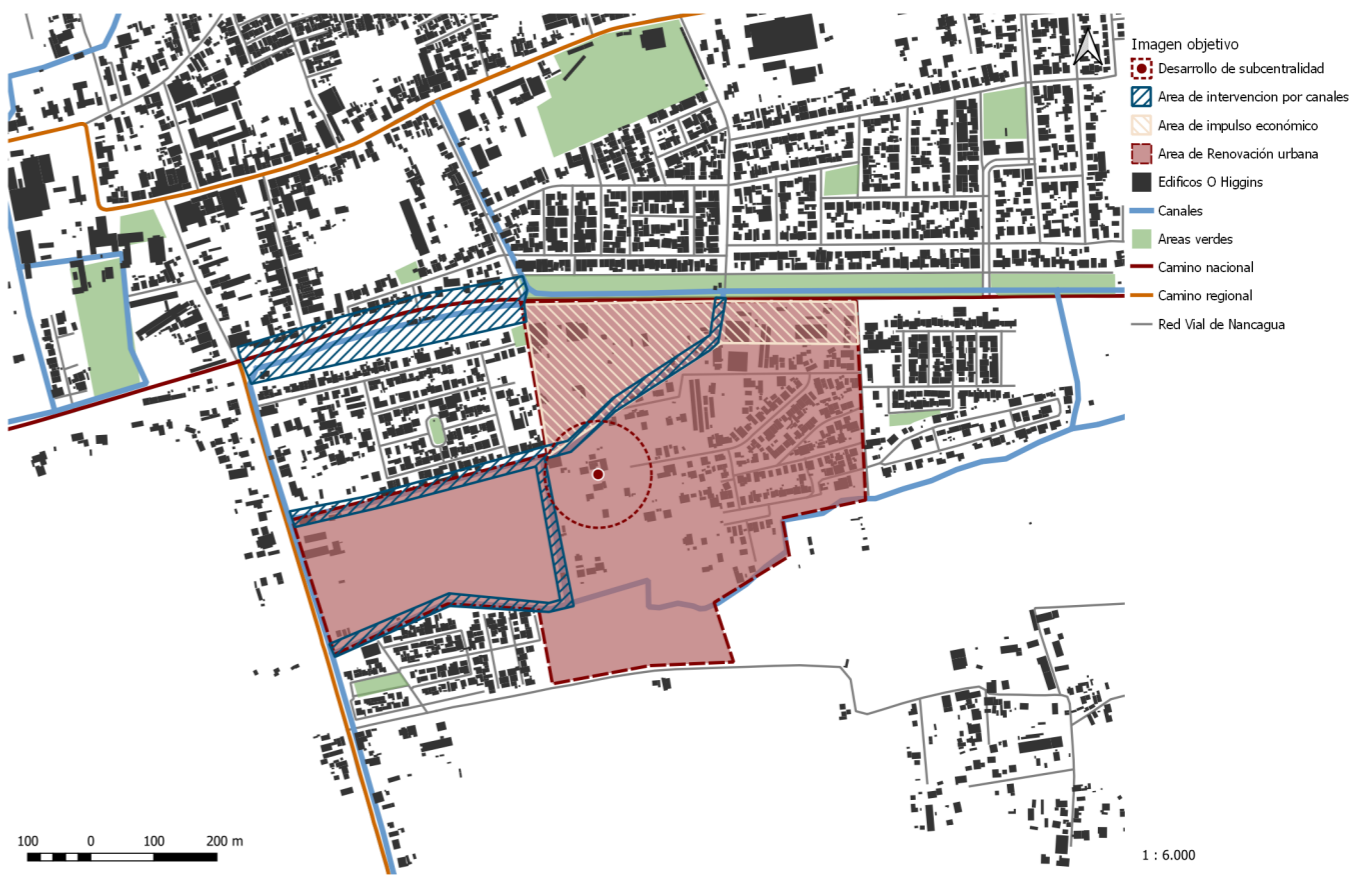 Imagen objetivo
Desarrollo de subcentralidad
Area de intervencion por canales
Area de impulso económico
Area de Renovación urbana
Edificos O Higgins
Canales
Areas verdes
Camino nacional
Camino regional
Red Vial de Nancagua
100 0 100 200 m
1 : 6.000